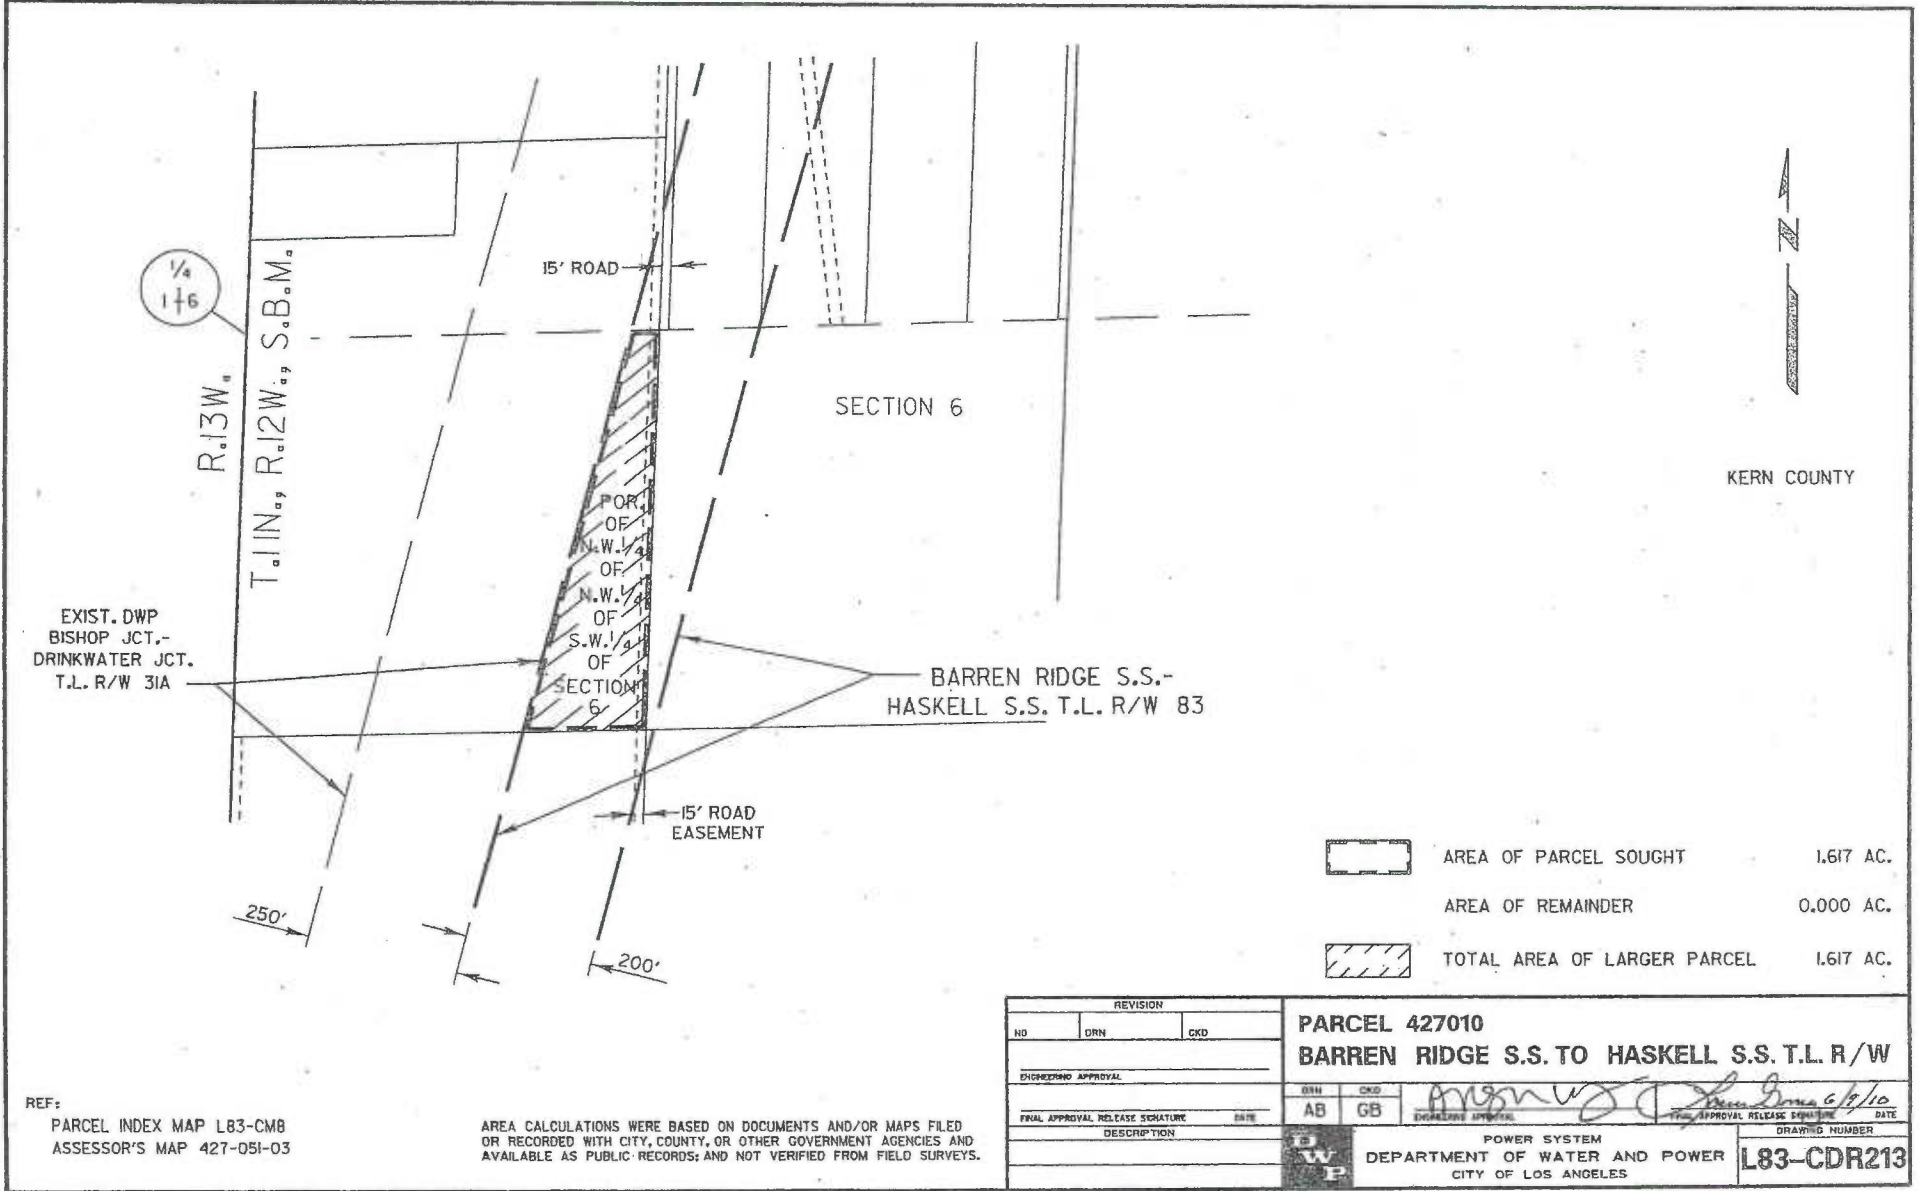 1/4
1 6
R.13W.
T.11N., R.12W., S.B.M.
15' ROAD
SECTION 6
KERN COUNTY
POR.
OF
N.W.1/4
OF
N.W.1/4
OF
S.W.1/4
OF
SECTION
6
EXIST. DWP
BISHOP JCT.-
DRINKWATER JCT.
T.L. R/W 31A
BARREN RIDGE S.S.-
HASKELL S.S. T.L. R/W 83
15' ROAD
EASEMENT
250'
200'
AREA OF PARCEL SOUGHT 1.617 AC.
AREA OF REMAINDER 0.000 AC.
TOTAL AREA OF LARGER PARCEL 1.617 AC.
REF:
PARCEL INDEX MAP L83-CM8
ASSESSOR'S MAP 427-051-03
AREA CALCULATIONS WERE BASED ON DOCUMENTS AND/OR MAPS FILED
OR RECORDED WITH CITY, COUNTY, OR OTHER GOVERNMENT AGENCIES AND
AVAILABLE AS PUBLIC RECORDS; AND NOT VERIFIED FROM FIELD SURVEYS.
REVISION
NO DRN CKD
ENGINEERING APPROVAL
FINAL APPROVAL RELEASE SIGNATURE DATE
DESCRIPTION
PARCEL 427010
BARREN RIDGE S.S. TO HASKELL S.S. T.L. R/W
DRN CKD
AB GB
ENGINEERING APPROVAL
6/9/10
FINAL APPROVAL RELEASE SIGNATURE DATE
DWP
POWER SYSTEM
DEPARTMENT OF WATER AND POWER
CITY OF LOS ANGELES
DRAWING NUMBER
L83-CDR213